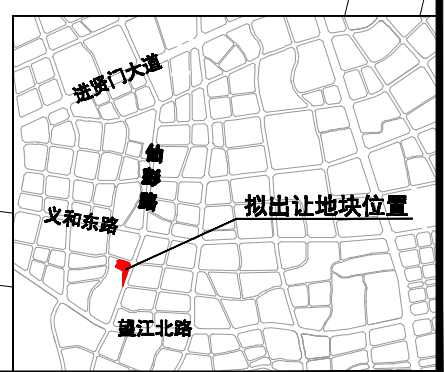 进贤门大道
仙彭路
拟出让地块位置
义和东路
望江北路